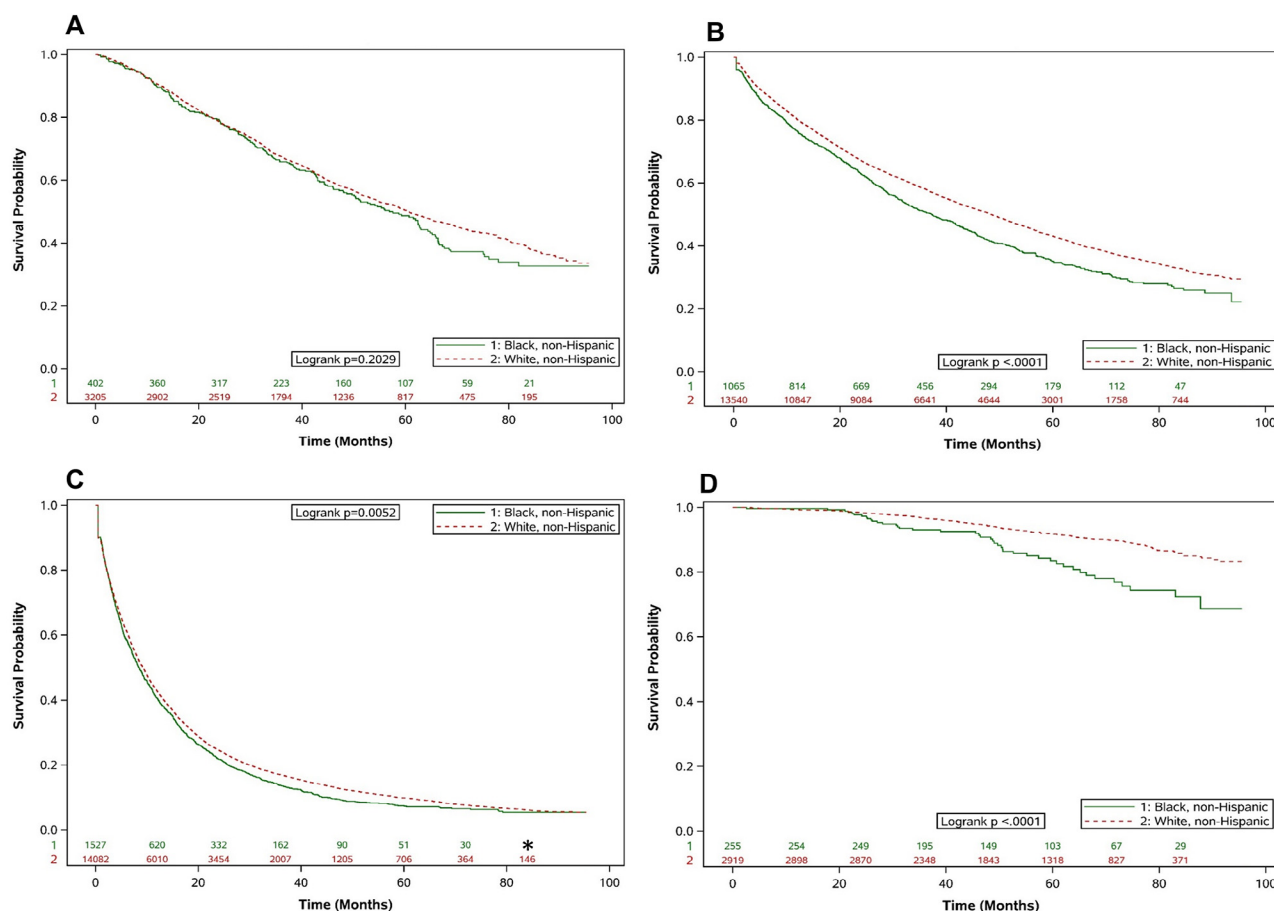 A
1.0
0.8
0.6
0.4
0.2
0.0
Survival Probability
Logrank p=0.2029
1: Black, non-Hispanic
2: White, non-Hispanic
1 402 360 317 223 160 107 59 21
2 3205 2902 2519 1794 1236 817 475 195
0 20 40 60 80 100
Time (Months)
B
1.0
0.8
0.6
0.4
0.2
0.0
Survival Probability
1: Black, non-Hispanic
2: White, non-Hispanic
Logrank p <.0001
1 1065 814 669 456 294 179 112 47
2 13540 10847 9084 6641 4644 3001 1758 744
0 20 40 60 80 100
Time (Months)
C
1.0
0.8
0.6
0.4
0.2
0.0
Survival Probability
Logrank p=0.0052
1: Black, non-Hispanic
2: White, non-Hispanic
1 1527 620 332 162 90 51 30 *
2 14082 6010 3454 2007 1205 706 364 146
0 20 40 60 80 100
Time (Months)
D
1.0
0.8
0.6
0.4
0.2
0.0
Survival Probability
1: Black, non-Hispanic
2: White, non-Hispanic
Logrank p <.0001
1 255 254 249 195 149 103 67 29
2 2919 2898 2870 2348 1843 1318 827 371
0 20 40 60 80 100
Time (Months)